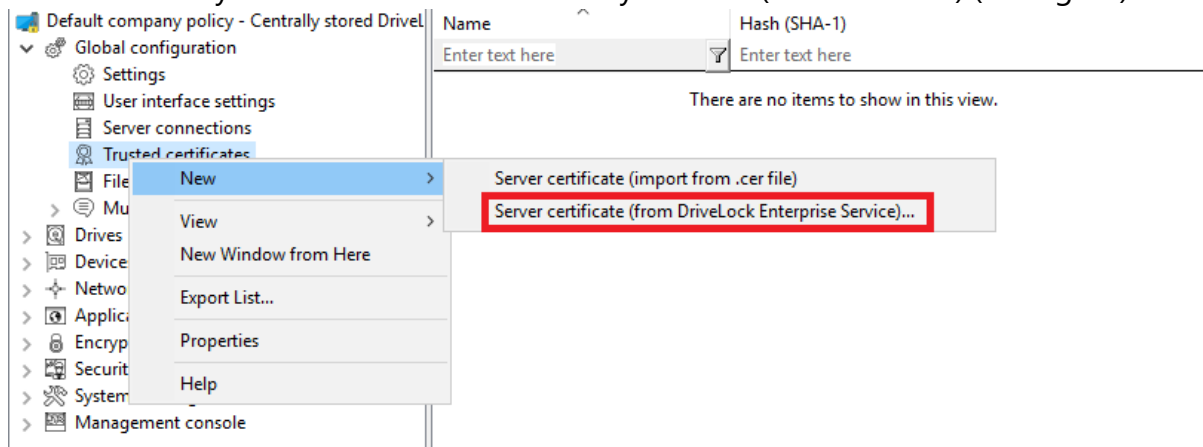 Default company policy - Centrally stored DriveL
Global configuration
Settings
User interface settings
Server connections
Trusted certificates
File
Mu
Drives
Device
Netwo
Applic
Encryp
Securit
System
Management console
New
View
New Window from Here
Export List...
Properties
Help
Server certificate (import from .cer file)
Server certificate (from DriveLock Enterprise Service)...
Name
Hash (SHA-1)
Enter text here
Enter text here
There are no items to show in this view.